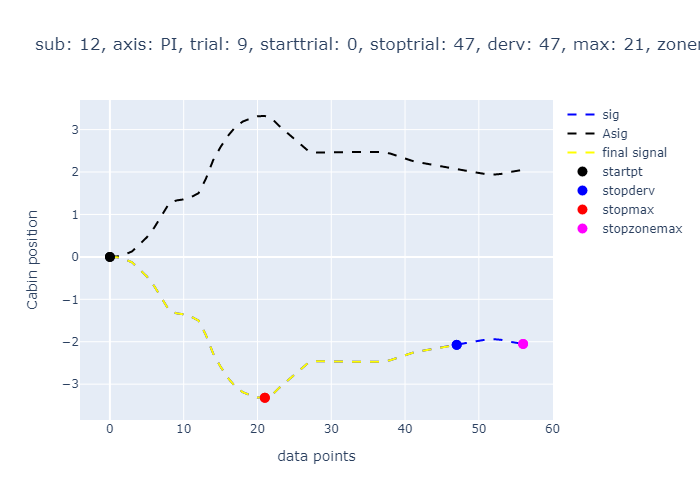 sub: 12, axis: PI, trial: 9, starttrial: 0, stoptrial: 47, derv: 47, max: 21,
sig
Asig
final signal
startpt
stopderv
stopmax
stopzonemax
3
2
1
0
−1
−2
−3
Cabin position
0 10 20 30 40 50 60
data points